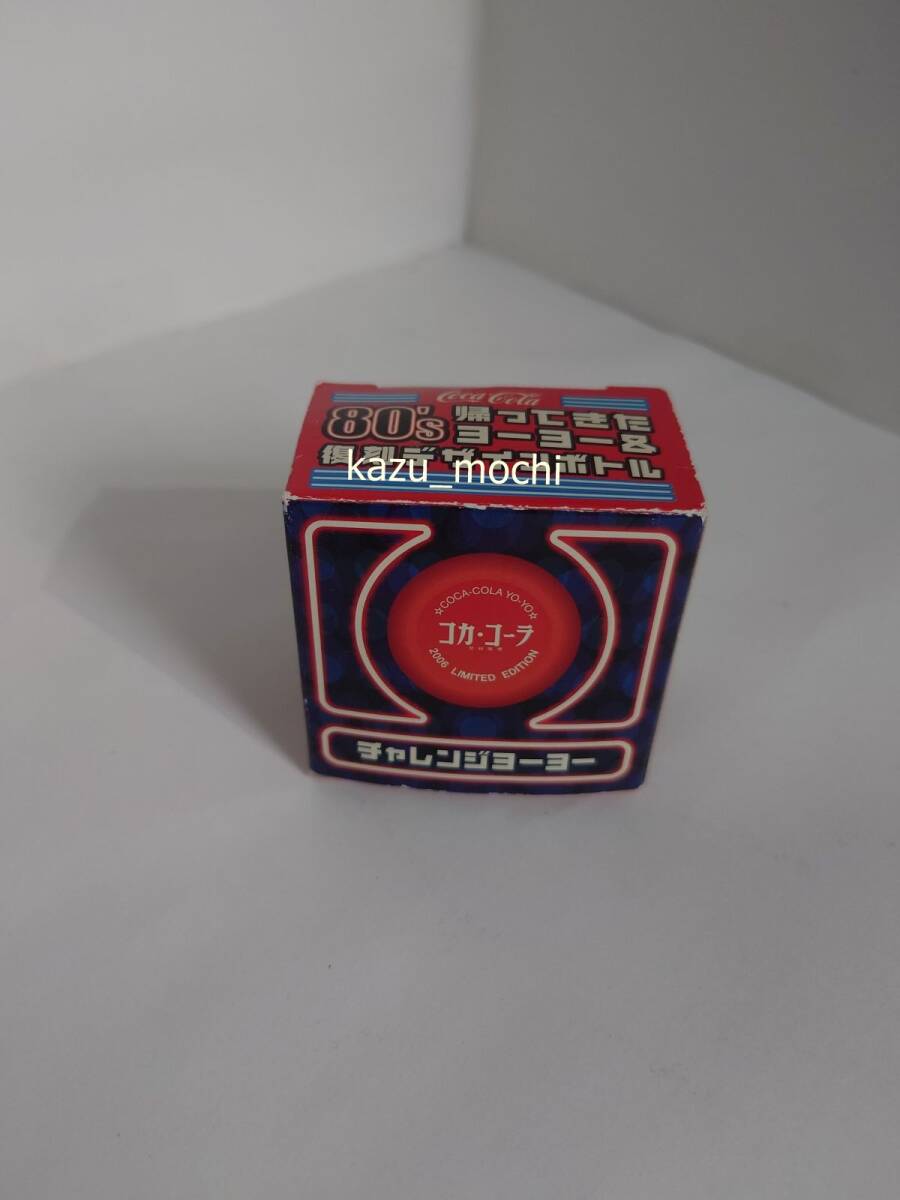 Coca-Cola
80's 帰ってきた
ヨーヨー&
復刻デザインボトル
kazu_mochi
☆COCA-COLA YO-YO☆
コカ・コーラ
2006 LIMITED EDITION
チャレンジヨーヨー